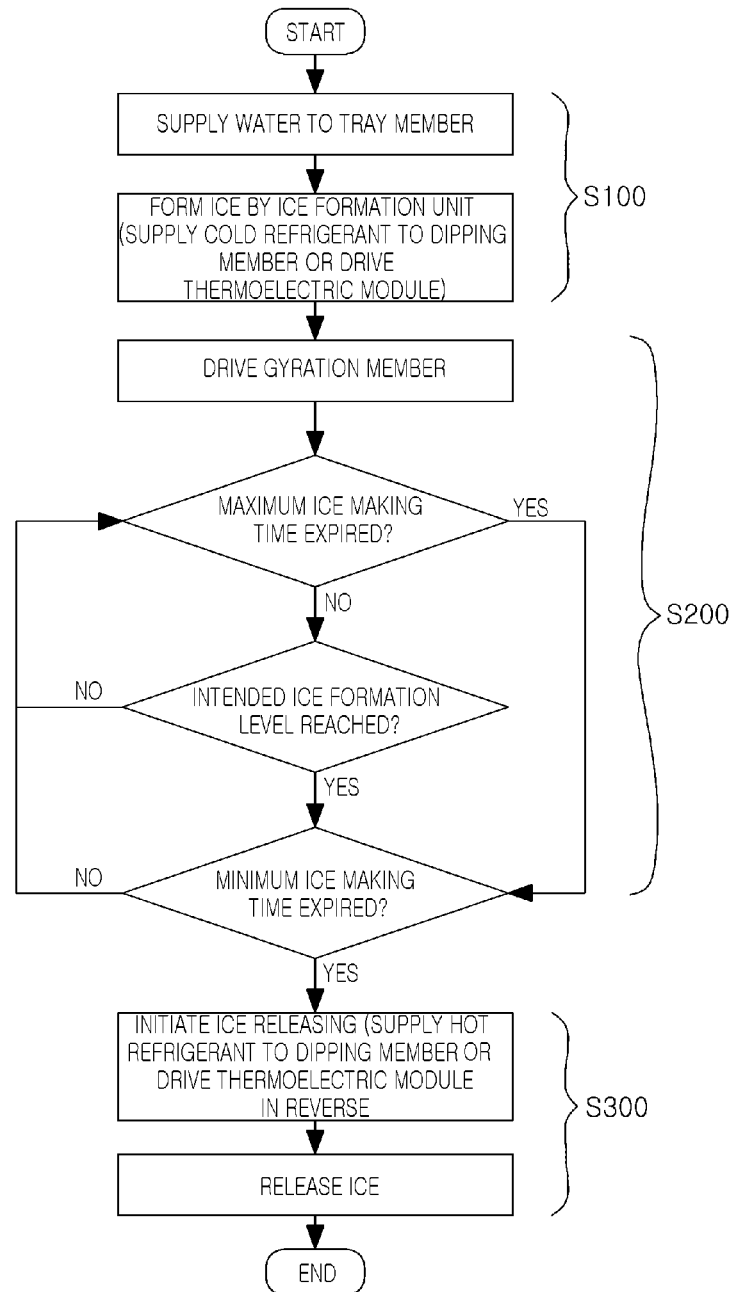 START
SUPPLY WATER TO TRAY MEMBER
FORM ICE BY ICE FORMATION UNIT
(SUPPLY COLD REFRIGERANT TO DIPPING
MEMBER OR DRIVE
THERMOELECTRIC MODULE)
S100
DRIVE GYRATION MEMBER
MAXIMUM ICE MAKING
TIME EXPIRED?
YES
NO
S200
INTENDED ICE FORMATION
LEVEL REACHED?
NO
YES
MINIMUM ICE MAKING
TIME EXPIRED?
NO
YES
INITIATE ICE RELEASING (SUPPLY HOT
REFRIGERANT TO DIPPING MEMBER OR
DRIVE THERMOELECTRIC MODULE
IN REVERSE
S300
RELEASE ICE
END